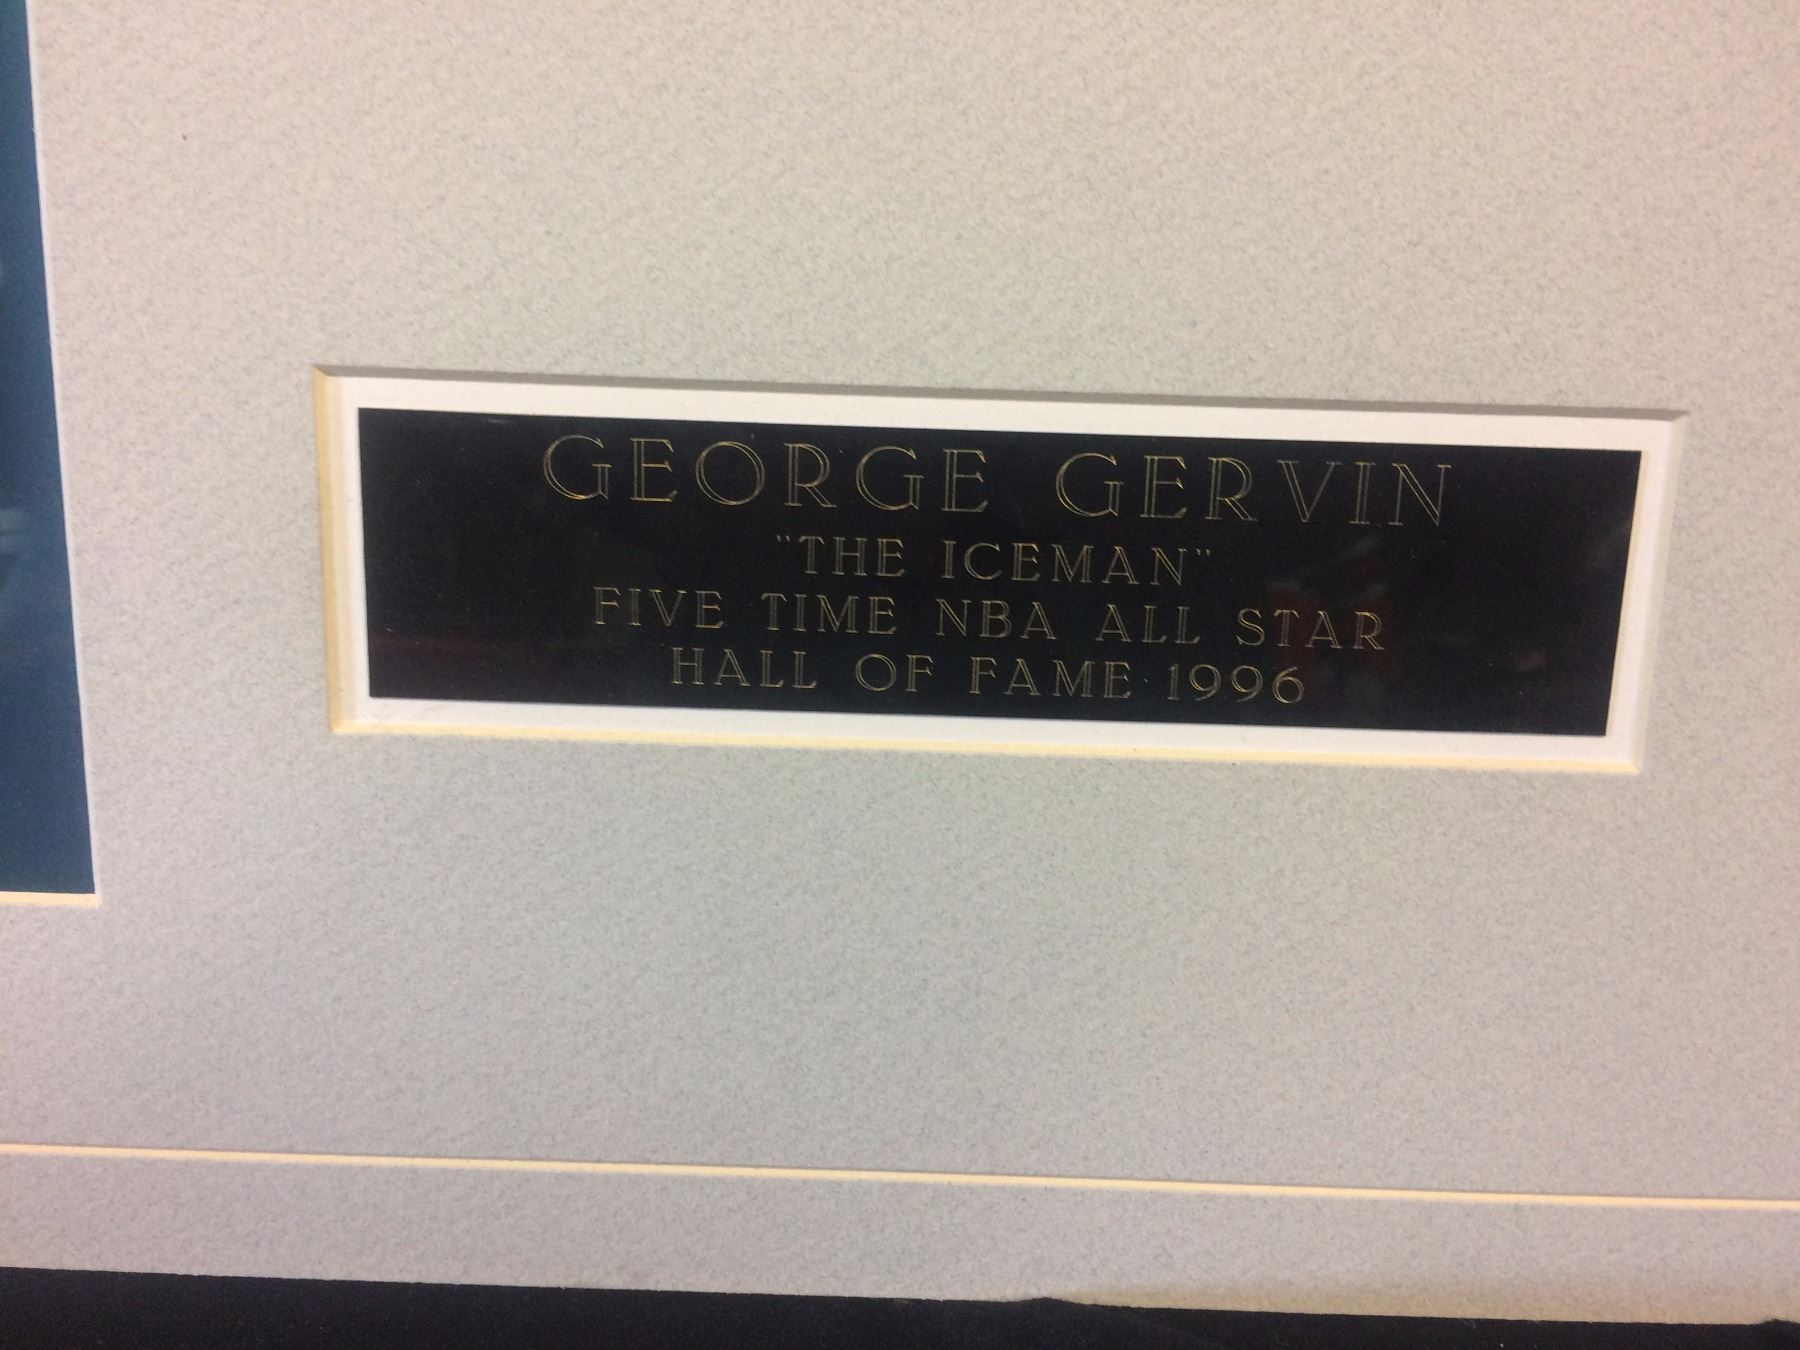 GEORGE GERVIN
"THE ICEMAN"
FIVE TIME NBA ALL STAR
HALL OF FAME 1996